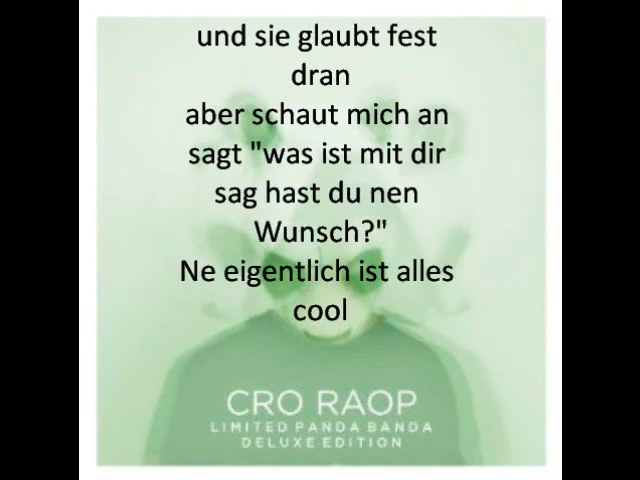 und sie glaubt fest
dran
aber schaut mich an
sagt "was ist mit dir
sag hast du nen
Wunsch?"
Ne eigentlich ist alles
cool
CRO RAOP
LIMITED PANDA BANDA
DELUXE EDITION